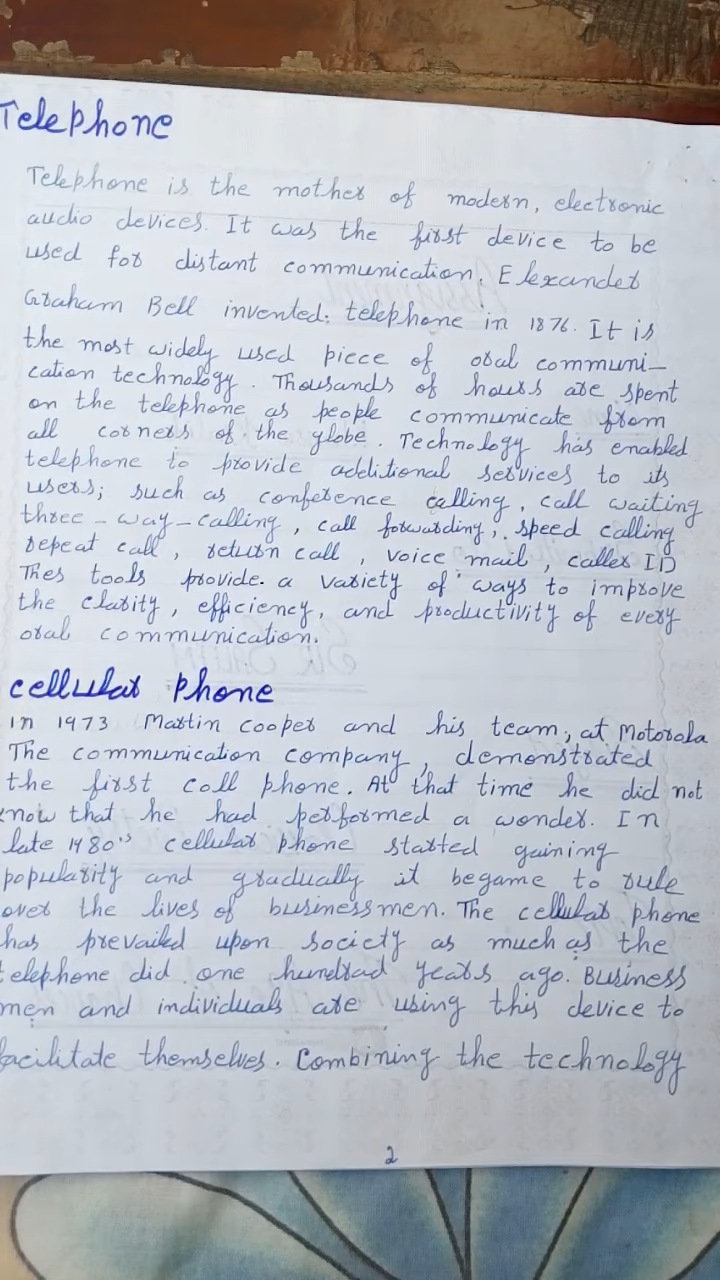 Telephone
Telephone is the mother of modern, electronic
audio devices. It was the first device to be
used for distant communication. Elexander
Graham Bell invented: telephone in 1876. It is
the most widely used piece of oral communi-
cation technology. Thousands of hours are spent
on the telephone as people communicate from
all corners of the globe. Technology has enabled
telephone to provide additional services to its
users; such as conference calling, call waiting
three-way-calling, call forwarding, speed calling
repeat call, return call, voice mail, caller ID
Thes tools provide. a variety of ways to improve
the clarity, efficiency, and productivity of every
oral communication.
cellular phone
in 1973 Martin cooper and his team, at Motorola
The communication company, demonstrated
the first coll phone. At that time he did not
know that he had performed a wonder. In
late 1980's cellular phone started gaining
popularity and gradually it begame to rule
over the lives of businessmen. The cellular phone
has prevailed upon society as much as the
telephone did one hundrad years ago. Business
men and individuals are using this device to
facilitate themselves. Combining the technology
2